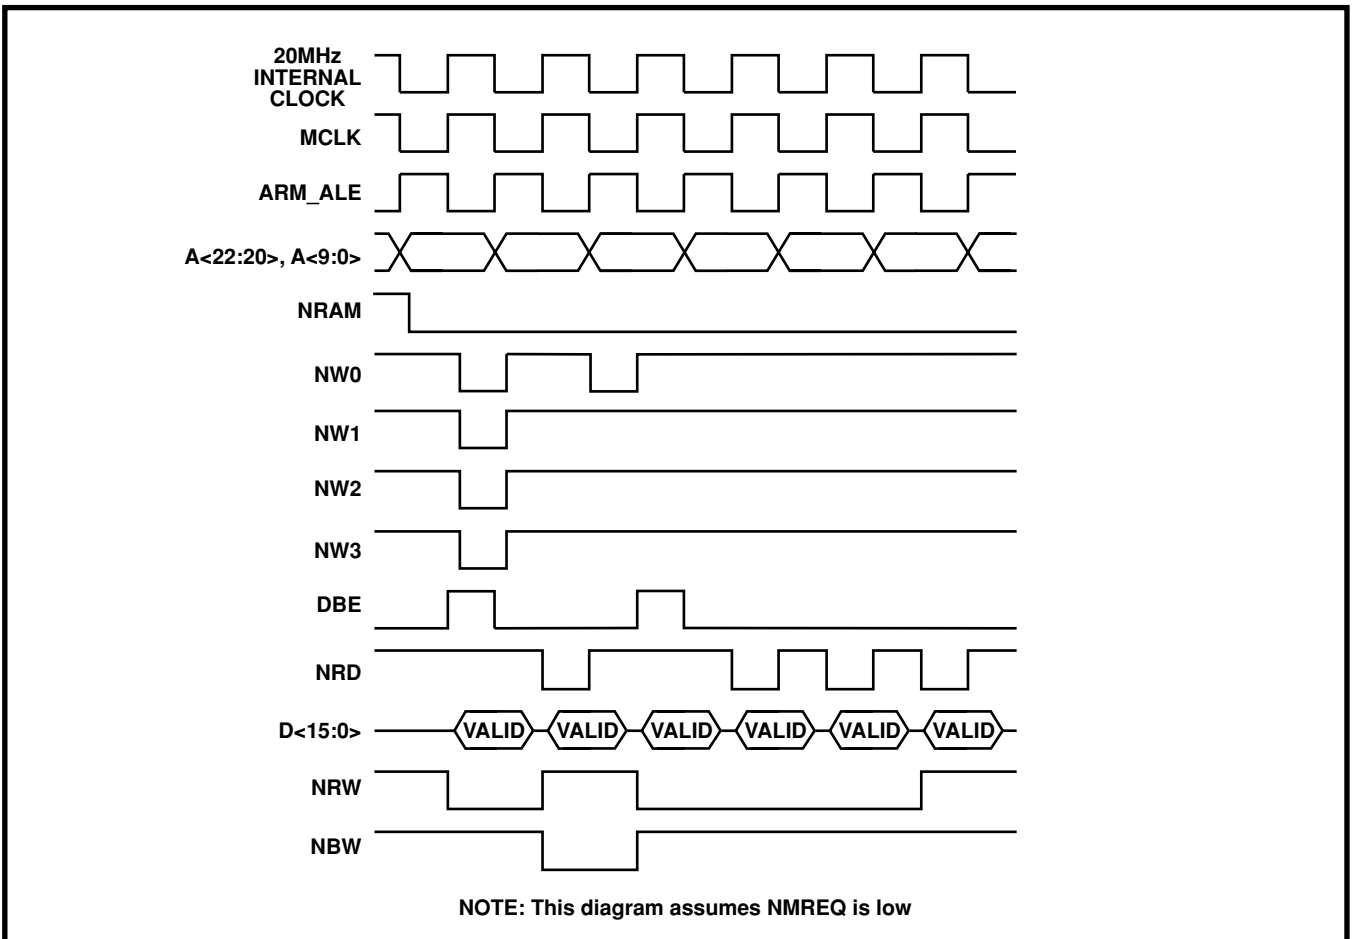 20MHz
INTERNAL
CLOCK
MCLK
ARM_ALE
A<22:20>, A<9:0>
NRAM
NW0
NW1
NW2
NW3
DBE
NRD
D<15:0> VALID VALID VALID VALID VALID VALID
NRW
NBW
NOTE: This diagram assumes NMREQ is low